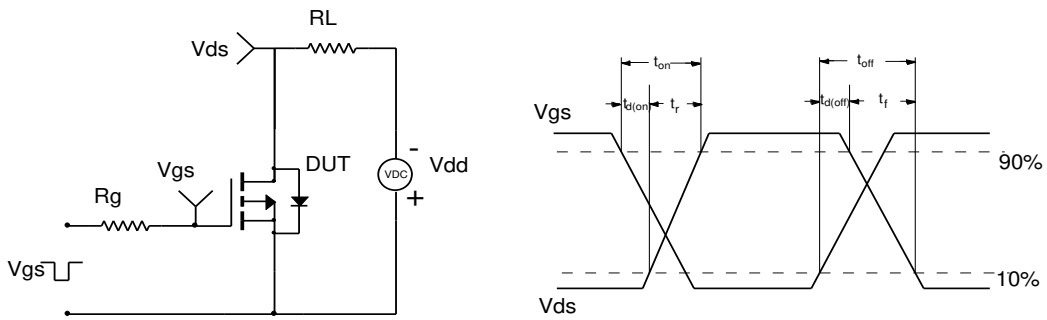 RL
Vds
-
DUT
Vgs
VDC
Vdd
+
Rg
Vgs
ton
toff
td(on)
tr
td(off)
tf
Vgs
90%
10%
Vds